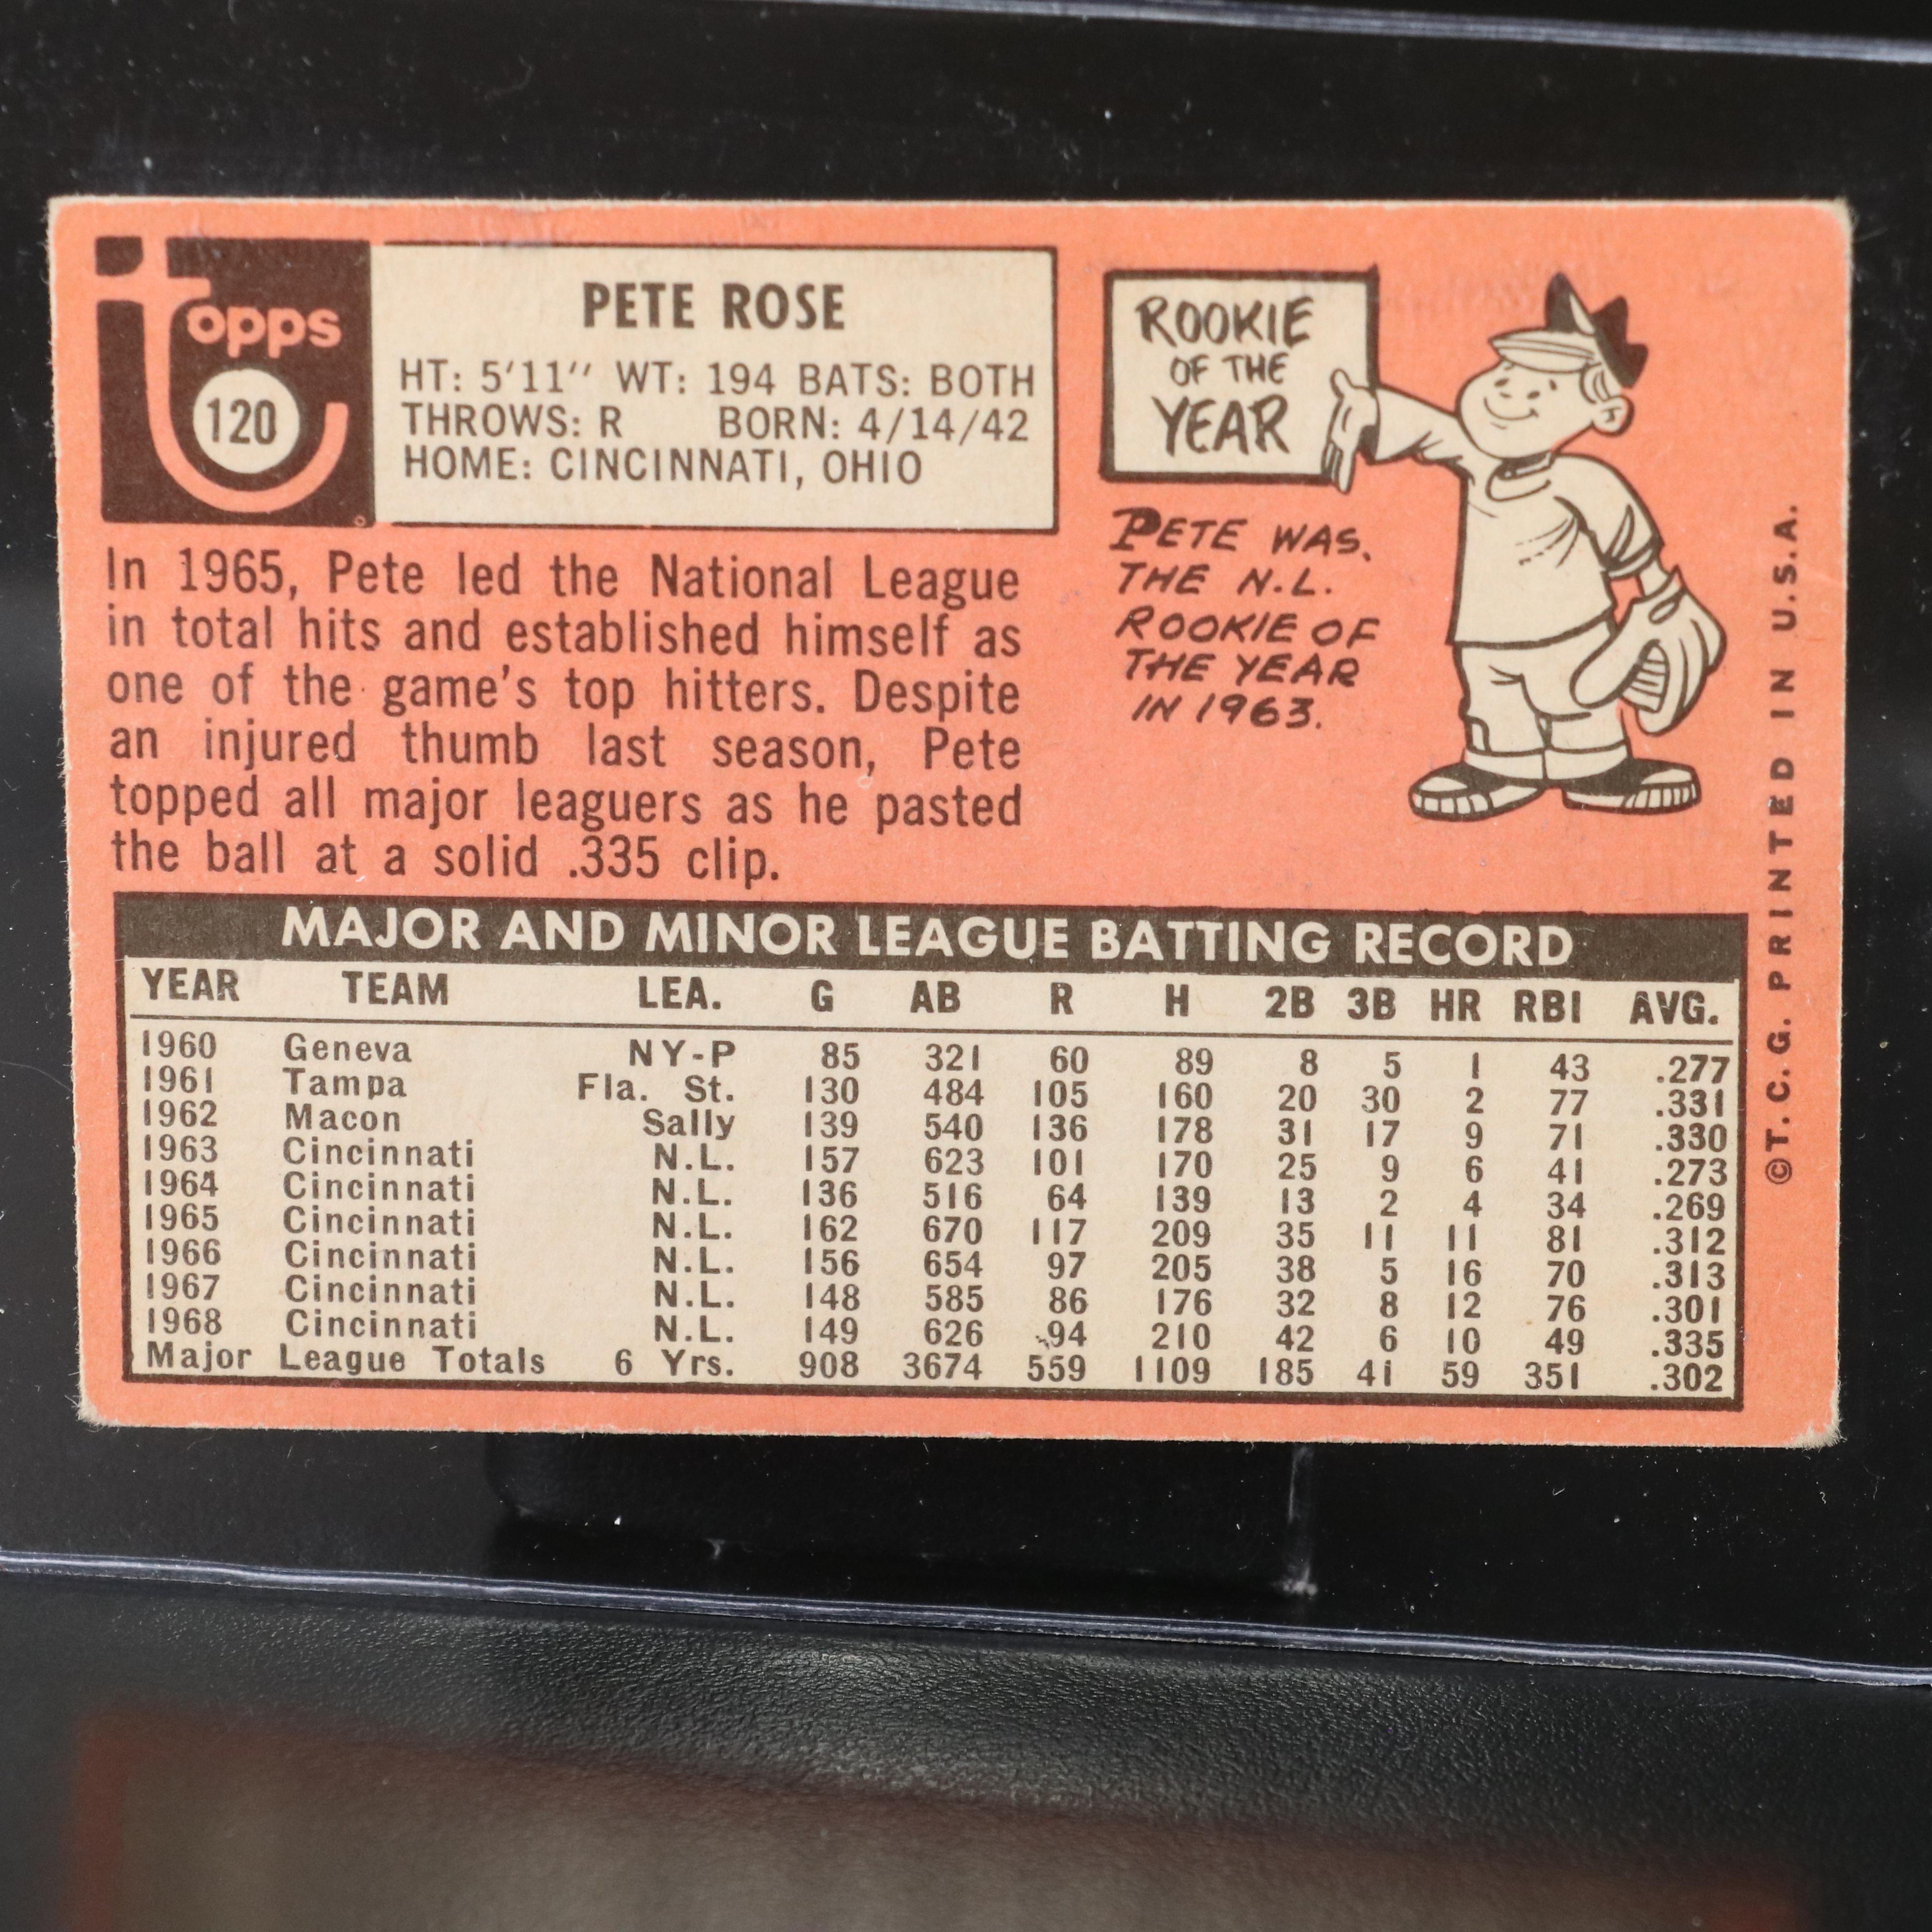 topps
120
PETE ROSE
HT: 5'11" WT: 194 BATS: BOTH
THROWS: R BORN: 4/14/42
HOME: CINCINNATI, OHIO
In 1965, Pete led the National League
in total hits and established himself as
one of the game's top hitters. Despite
an injured thumb last season, Pete
topped all major leaguers as he pasted
the ball at a solid .335 clip.
ROOKIE
OF THE
YEAR
PETE WAS
THE N.L.
ROOKIE OF
THE YEAR
IN 1963.
MAJOR AND MINOR LEAGUE BATTING RECORD
YEAR TEAM LEA. G AB R H 2B 3B HR RBI AVG.
1960 Geneva NY-P 85 321 60 89 8 5 1 43 .277
1961 Tampa Fla. St. 130 484 105 160 20 30 2 77 .331
1962 Macon Sally 139 540 136 178 31 17 9 71 .330
1963 Cincinnati N.L. 157 623 101 170 25 9 6 41 .273
1964 Cincinnati N.L. 136 516 64 139 13 2 4 34 .269
1965 Cincinnati N.L. 162 670 117 209 35 11 11 81 .312
1966 Cincinnati N.L. 156 654 97 205 38 5 16 70 .313
1967 Cincinnati N.L. 148 585 86 176 32 8 12 76 .301
1968 Cincinnati N.L. 149 626 94 210 42 6 10 49 .335
Major League Totals 6 Yrs. 908 3674 559 1109 185 41 59 351 .302
©T.C.G. PRINTED IN U.S.A.